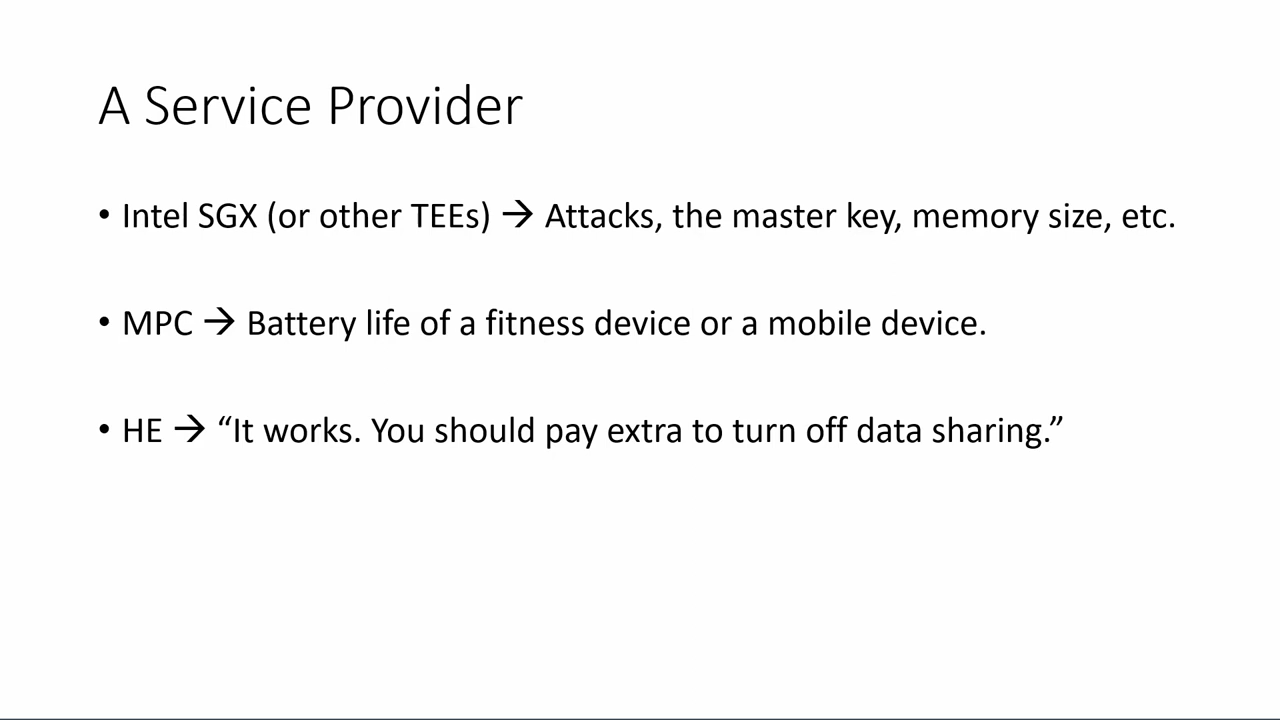 A Service Provider
• Intel SGX (or other TEEs) → Attacks, the master key, memory size, etc.
• MPC → Battery life of a fitness device or a mobile device.
• HE → “It works. You should pay extra to turn off data sharing.”